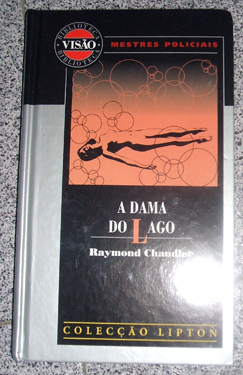 BIBLIOTECA
VISÃO
BIBLIOTECA
MESTRES POLICIAIS
A DAMA
DO LAGO
Raymond Chandler
COLECÇÃO LIPTON